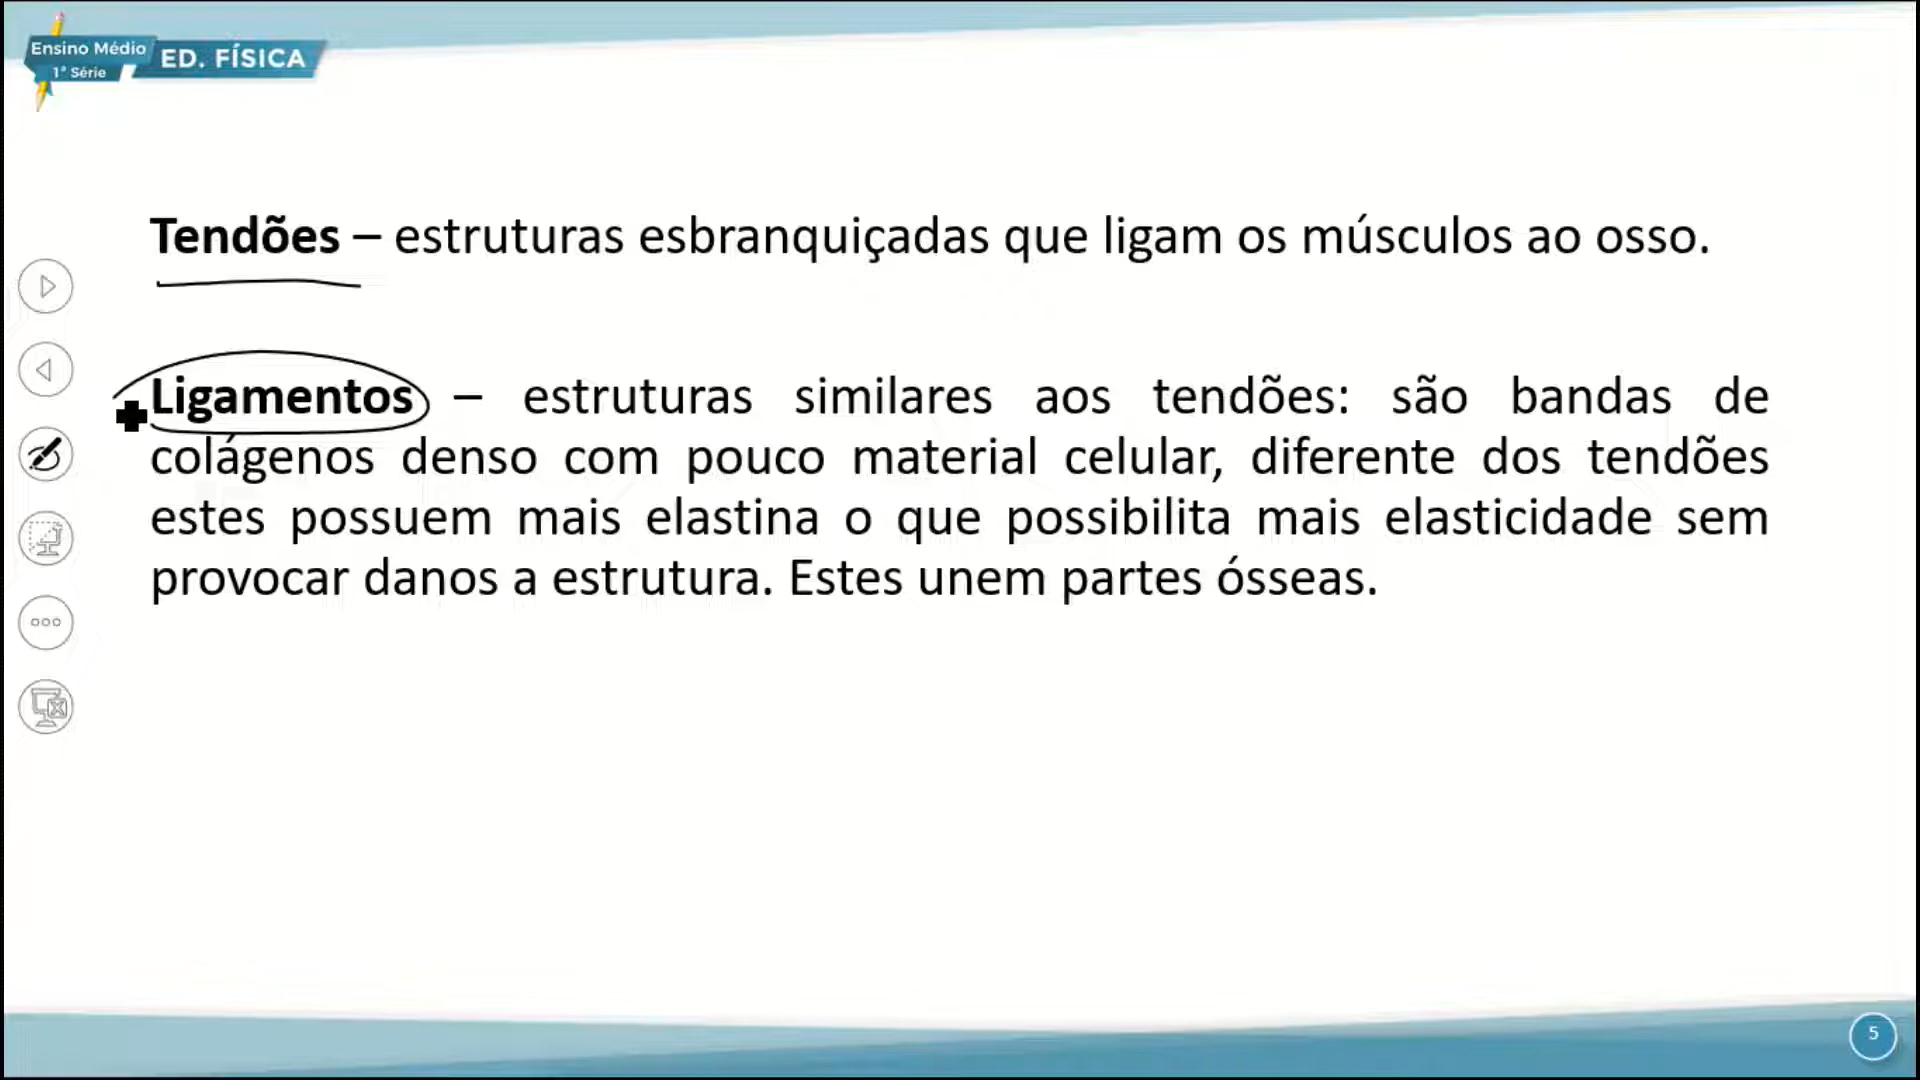 Ensino Médio
1ª Série
ED. FÍSICA
Tendões – estruturas esbranquiçadas que ligam os músculos ao osso.
Ligamentos – estruturas similares aos tendões: são bandas de
colágenos denso com pouco material celular, diferente dos tendões
estes possuem mais elastina o que possibilita mais elasticidade sem
provocar danos a estrutura. Estes unem partes ósseas.
5